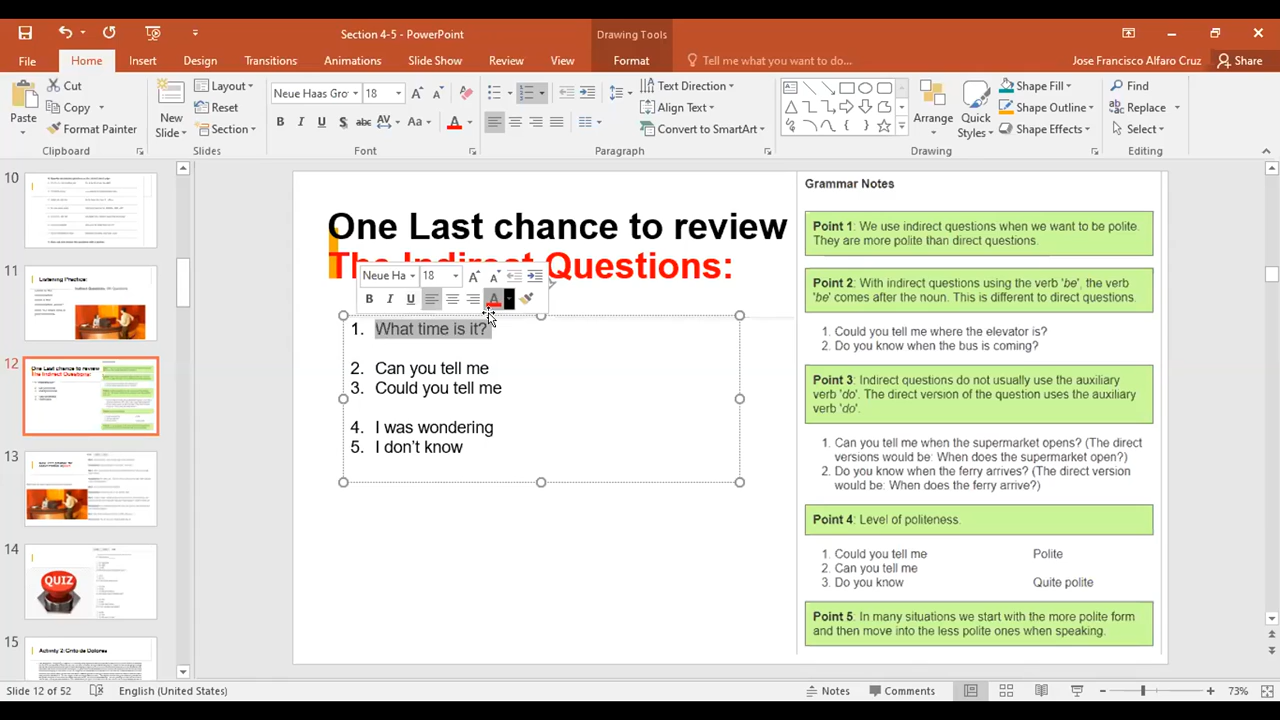 Section 4-5 - PowerPoint
Drawing Tools
File
Home
Insert
Design
Transitions
Animations
Slide Show
Review
View
Format
Tell me what you want to do...
Jose Francisco Alfaro Cruz
Share
Paste
Cut
Copy
Format Painter
Clipboard
New
Slide
Layout
Reset
Section
Slides
Neue Haas Gro
18
Font
Text Direction
Align Text
Convert to SmartArt
Paragraph
Arrange
Quick
Styles
Shape Fill
Shape Outline
Shape Effects
Drawing
Find
Replace
Select
Editing
10
11
Listening Practice:
12
One Last chance to review
The Indirect Questions:
13
14
QUIZ
15
Activity 2: Grito de Dolores
One Last chance to review
The Indirect Questions:
Neue Ha
18
1. What time is it?
2. Can you tell me
3. Could you tell me
4. I was wondering
5. I don't know
Grammar Notes
Point 1: We use indirect questions when we want to be polite.
They are more polite than direct questions.
Point 2: With indirect questions using the verb 'be', the verb
'be' comes after the noun. This is different to direct questions.
1. Could you tell me where the elevator is?
2. Do you know when the bus is coming?
Point 3: Indirect questions do not usually use the auxiliary
verb 'do'. The direct version of the question uses the auxiliary
verb 'do'.
1. Can you tell me when the supermarket opens? (The direct
versions would be: When does the supermarket open?)
2. Do you know when the ferry arrives? (The direct version
would be: When does the ferry arrive?)
Point 4: Level of politeness.
1. Could you tell me Polite
2. Can you tell me
3. Do you know Quite polite
Point 5: In many situations we start with the more polite form
and then move into the less polite ones when speaking.
Slide 12 of 52
English (United States)
Notes
Comments
73%